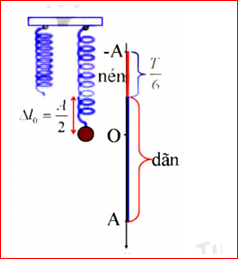 -A
nén
T/6
Δl₀ = A/2
O
dãn
A